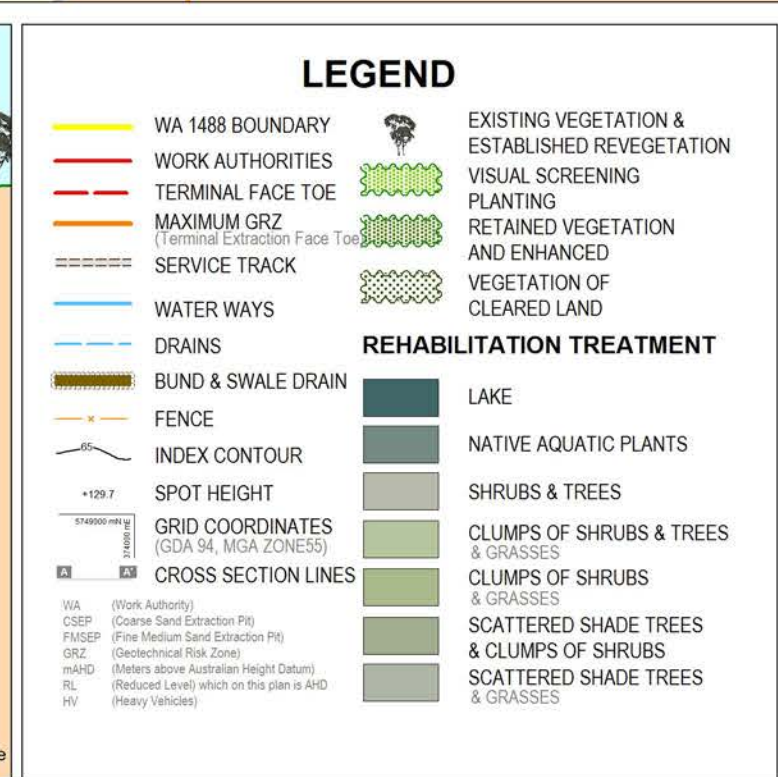 LEGEND
WA 1488 BOUNDARY
WORK AUTHORITIES
TERMINAL FACE TOE
MAXIMUM GRZ
(Terminal Extraction Face Toe)
SERVICE TRACK
WATER WAYS
DRAINS
BUND & SWALE DRAIN
FENCE
65
INDEX CONTOUR
+129.7
SPOT HEIGHT
5749000 mN
374000 mE
GRID COORDINATES
(GDA 94, MGA ZONE55)
A A'
CROSS SECTION LINES
WA (Work Authority)
CSEP (Coarse Sand Extraction Pit)
FMSEP (Fine Medium Sand Extraction Pit)
GRZ (Geotechnical Risk Zone)
mAHD (Meters above Australian Height Datum)
RL (Reduced Level) which on this plan is AHD
HV (Heavy Vehicles)
EXISTING VEGETATION &
ESTABLISHED REVEGETATION
VISUAL SCREENING
PLANTING
RETAINED VEGETATION
AND ENHANCED
VEGETATION OF
CLEARED LAND
REHABILITATION TREATMENT
LAKE
NATIVE AQUATIC PLANTS
SHRUBS & TREES
CLUMPS OF SHRUBS & TREES
& GRASSES
CLUMPS OF SHRUBS
& GRASSES
SCATTERED SHADE TREES
& CLUMPS OF SHRUBS
SCATTERED SHADE TREES
& GRASSES